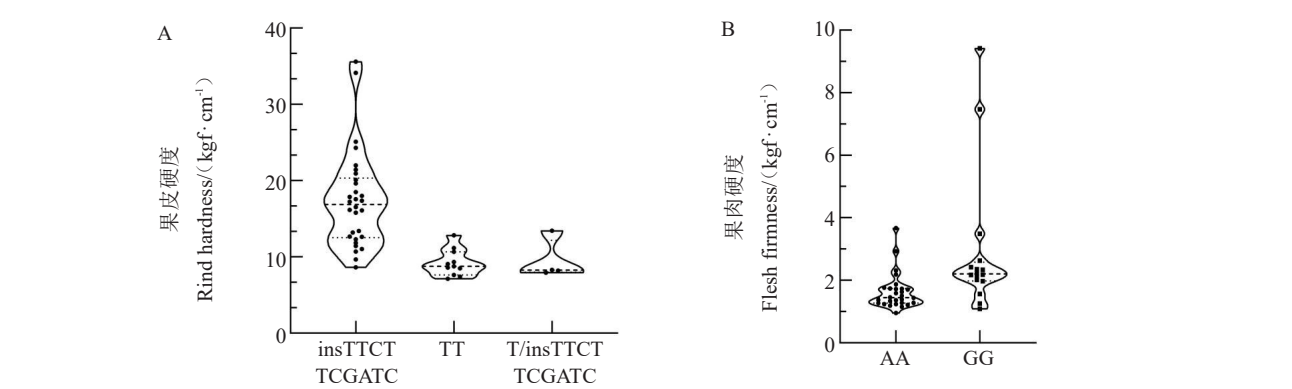 A
果皮硬度
Rind hardness/(kgf·cm⁻¹)
40
30
20
10
0
insTTCT
TCGATC
TT
T/insTTCT
TCGATC
B
果肉硬度
Flesh firmness/(kgf·cm⁻¹)
10
8
6
4
2
0
AA
GG